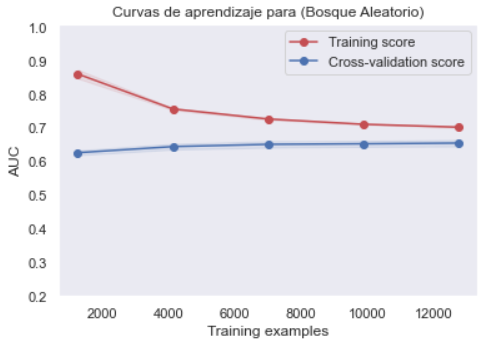 Curvas de aprendizaje para (Bosque Aleatorio)
Training score
Cross-validation score
AUC
1.0
0.9
0.8
0.7
0.6
0.5
0.4
0.3
0.2
2000 4000 6000 8000 10000 12000
Training examples